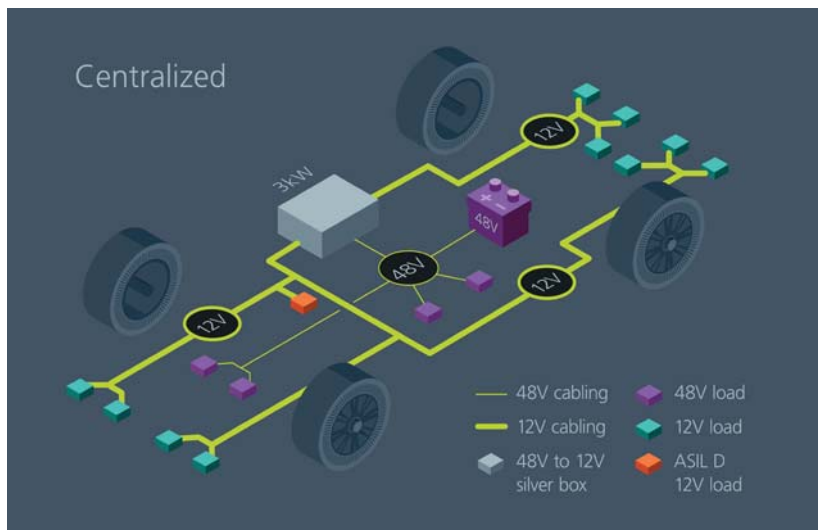 Centralized
12V
3kW
+ −
48V
48V
12V
12V
48V cabling
48V load
12V cabling
12V load
48V to 12V
silver box
ASIL D
12V load